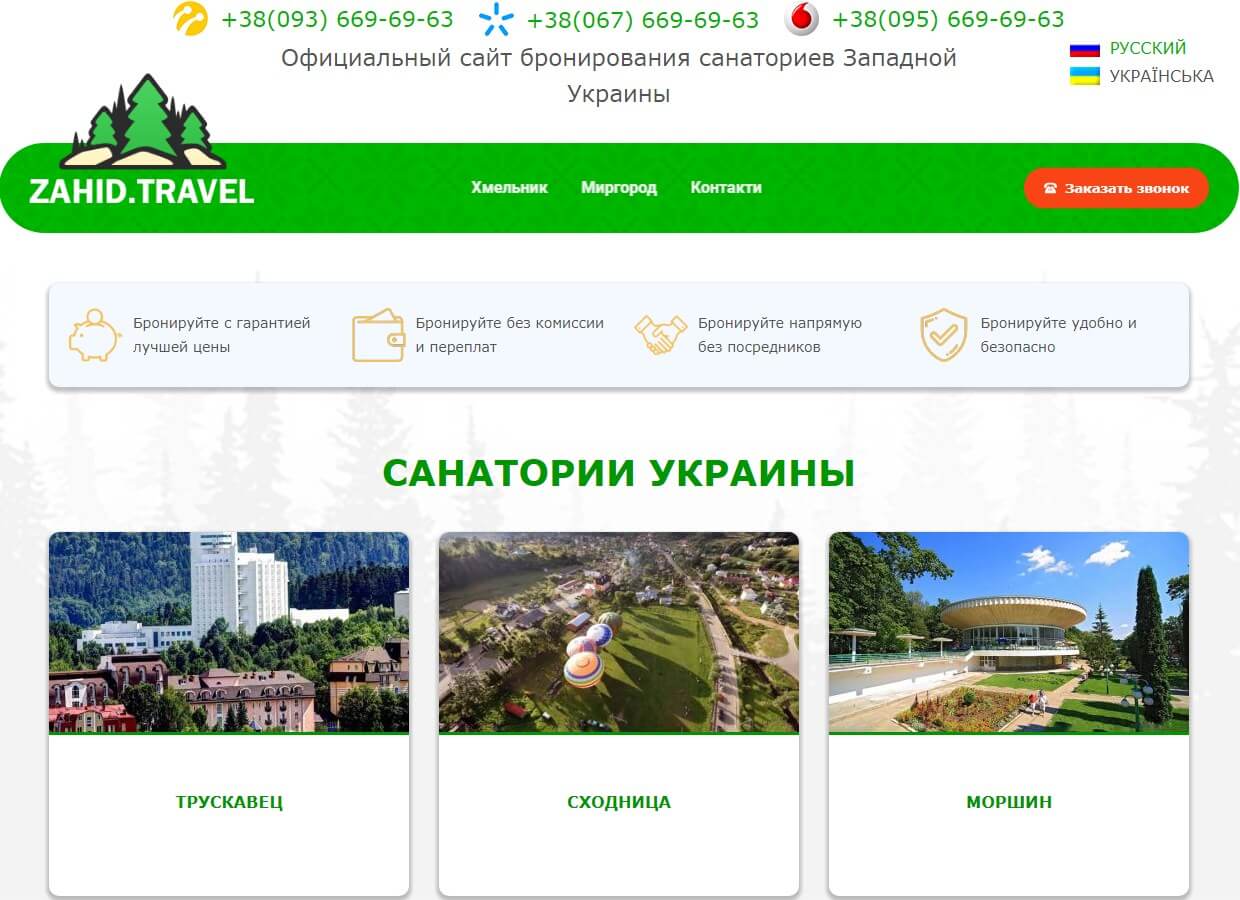 +38(093) 669-69-63 +38(067) 669-69-63 +38(095) 669-69-63
Официальный сайт бронирования санаториев Западной
Украины
РУССКИЙ
УКРАЇНСЬКА
ZAHID.TRAVEL
Хмельник Миргород Контакти
Заказать звонок
Бронируйте с гарантией
лучшей цены
Бронируйте без комиссии
и переплат
Бронируйте напрямую
без посредников
Бронируйте удобно и
безопасно
САНАТОРИИ УКРАИНЫ
ТРУСКАВЕЦ
СХОДНИЦА
МОРШИН